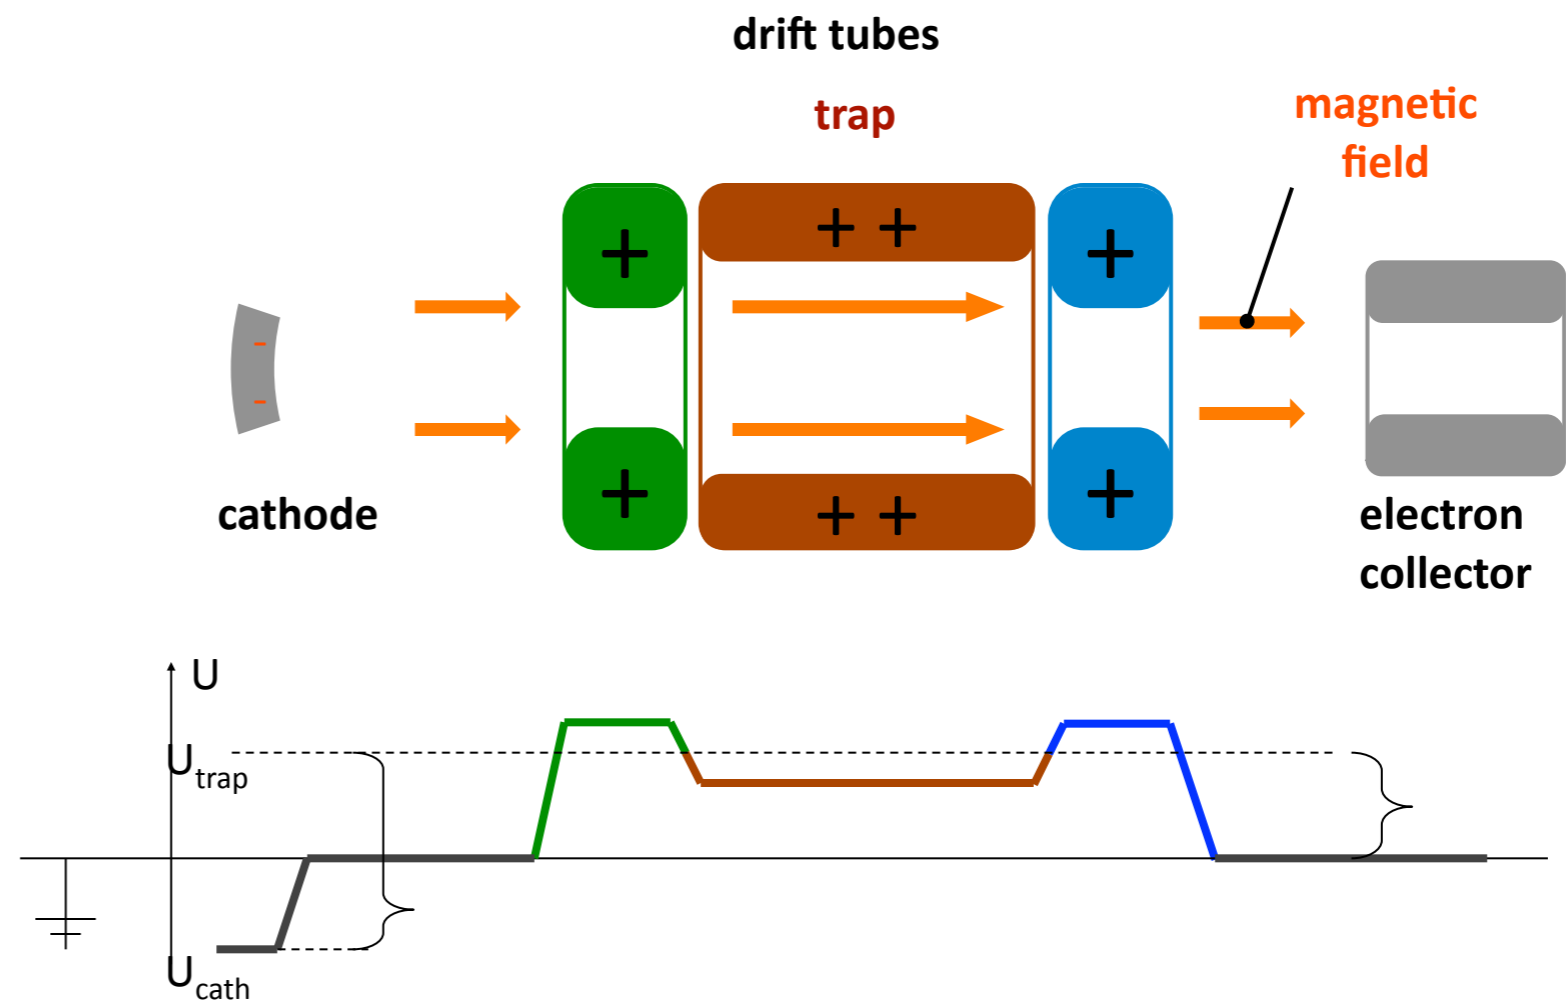 drift tubes
trap
magnetic
field
+
+ +
+
- 
-
+
+ +
+
cathode
electron
collector
U
U trap
U cath